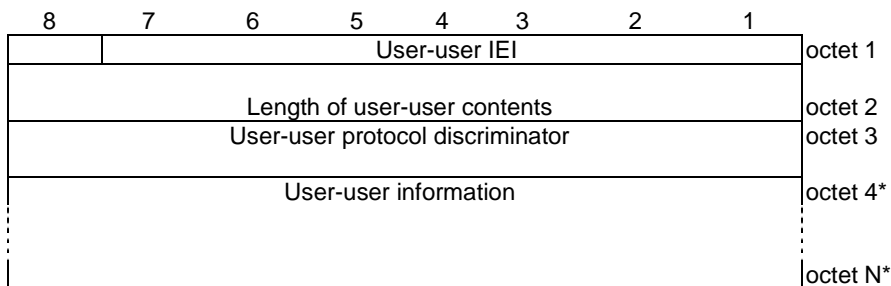 8 7 6 5 4 3 2 1
User-user IEI octet 1
Length of user-user contents octet 2
User-user protocol discriminator octet 3
User-user information octet 4*
octet N*